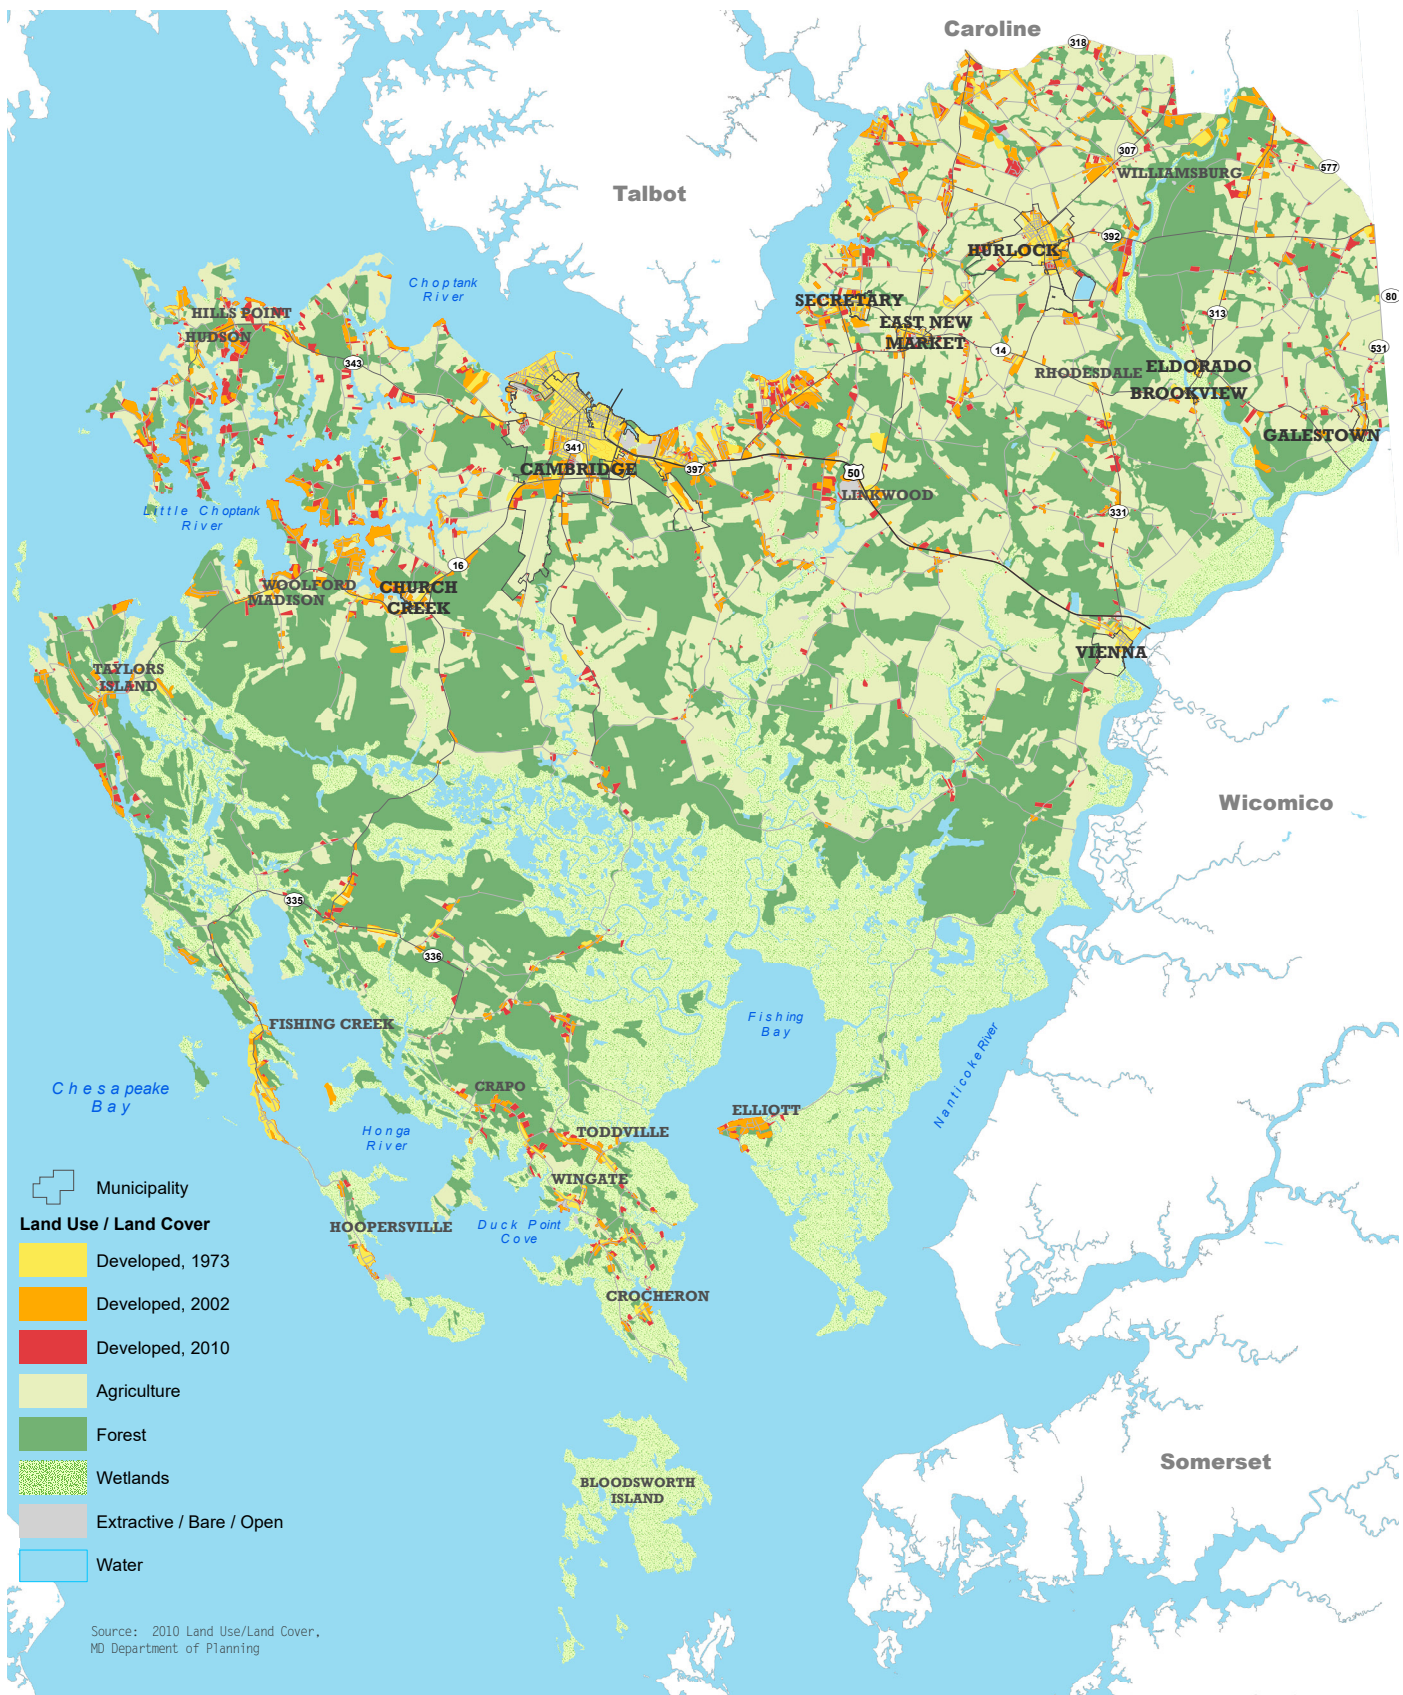 Caroline
318
307
577
WILLIAMSBURG
Talbot
392
HURLOCK
Choptank
River
SECRETARY
80
HILLS POINT
313
EAST NEW
MARKET
HUDSON
14
531
343
ELDORADO
RHODESDALE
BROOKVIEW
GALESTOWN
341
CAMBRIDGE
397
50
LINKWOOD
Little Choptank
River
331
16
WOOLFORD
CHURCH
CREEK
MADISON
VIENNA
TAYLORS
ISLAND
Wicomico
335
336
Fishing
Bay
FISHING CREEK
Nanticoke River
Chesapeake
Bay
CRAPO
ELLIOTT
Honga
River
TODDVILLE
WINGATE
HOOPERSVILLE
Duck Point
Cove
CROCHERON
Municipality
Land Use / Land Cover
Developed, 1973
Developed, 2002
Developed, 2010
Agriculture
Forest
Wetlands
Extractive / Bare / Open
Water
Somerset
BLOODSWORTH
ISLAND
Source: 2010 Land Use/Land Cover,
MD Department of Planning